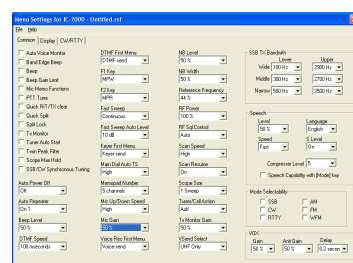 Menu Settings for IC-7000 - Untitled.rsf
File Help
Common Display CW/RTTY
Auto Voice Monitor
Band Edge Beep
Beep
Beep Gain Limit
Mic Memo Functions
PTT Tune
Quick RIT/TX clear
Quick Split
Split Lock
Tx Monitor
Tuner Auto Start
Twin Peak Filter
Scope Max Hold
SSB/CW Synchronous Tuning
Auto Power Off
Off
Auto Repeater
On 1
Beep Level
50 %
DTMF Speed
100 mseconds
DTMF First Menu
DTMF send
F1 Key
MPW
F2 Key
MPR
Fast Sweep
Continuous
Fast Sweep Auto Level
10 dB
Keyer First Menu
Keyer send
Main Dial Auto TS
High
Memopad Number
5 channels
Mic Up/Down Speed
High
Mic Gain
50 %
Voice Rec First Menu
Voice send
NB Level
50 %
NB Width
50 %
Reference Frequency
44 %
RF Power
100 %
RF Sql Control
Auto
Scan Speed
High
Scan Resume
On
Scope Size
1 Sweep
Tuner/Call Action
Tx Monitor Gain
50 %
VSend Select
UHF Only
SSB TX Bandwith
Lower Upper
Wide 100 Hz 2900 Hz
Middle 300 Hz 2700 Hz
Narrow 500 Hz 2500 Hz
Speech
Level Language
50 % English
Speed S Level
Fast On
Compressor Level 5
Speech Capability with [Mode] key
Mode Selectability
SSB AM
CW FM
RTTY WFM
VOX
Gain Anti Gain Delay
50 % 50 % 0.2 secon